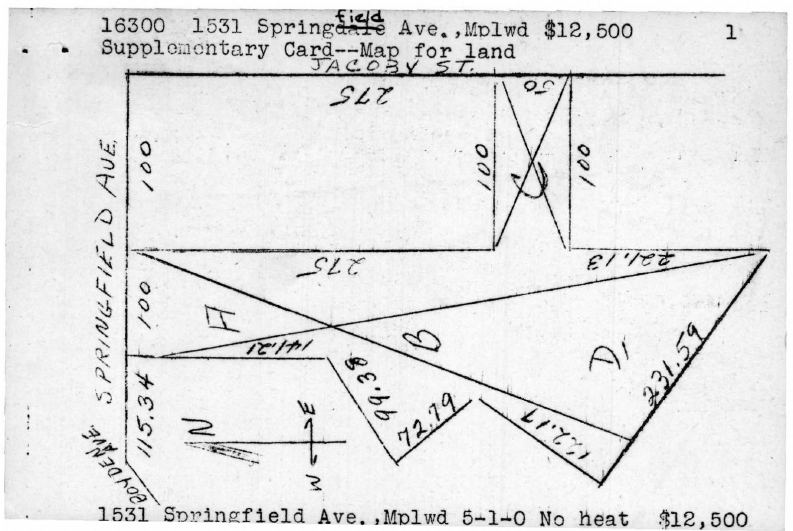 16300 1531 Springdale field Ave.,Mplwd $12,500 1
Supplementary Card--Map for land
JACOBY ST.
275
50
SPRINGFIELD AVE.
100
100
C
100
275
221.13
100
A
141.21
B
D1
99.38
231.59
115.34
72.79
122.17
N
E
W
BOYDEN AVE.
1531 Springfield Ave.,Mplwd 5-1-0 No heat $12,500